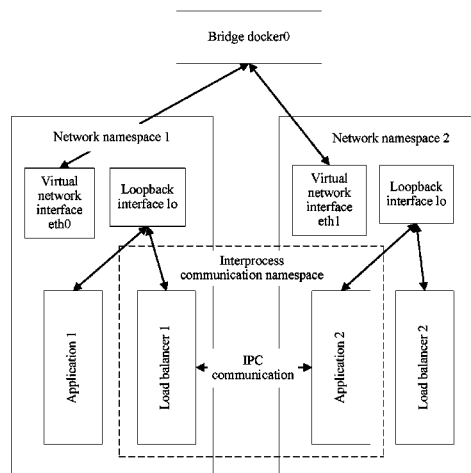 Bridge docker0
Network namespace 1
Network namespace 2
Virtual
network
interface
eth0
Loopback
interface lo
Virtual
network
interface
eth1
Loopback
interface lo
Interprocess
communication namespace
Application 1
Load balancer 1
IPC
communication
Application 2
Load balancer 2